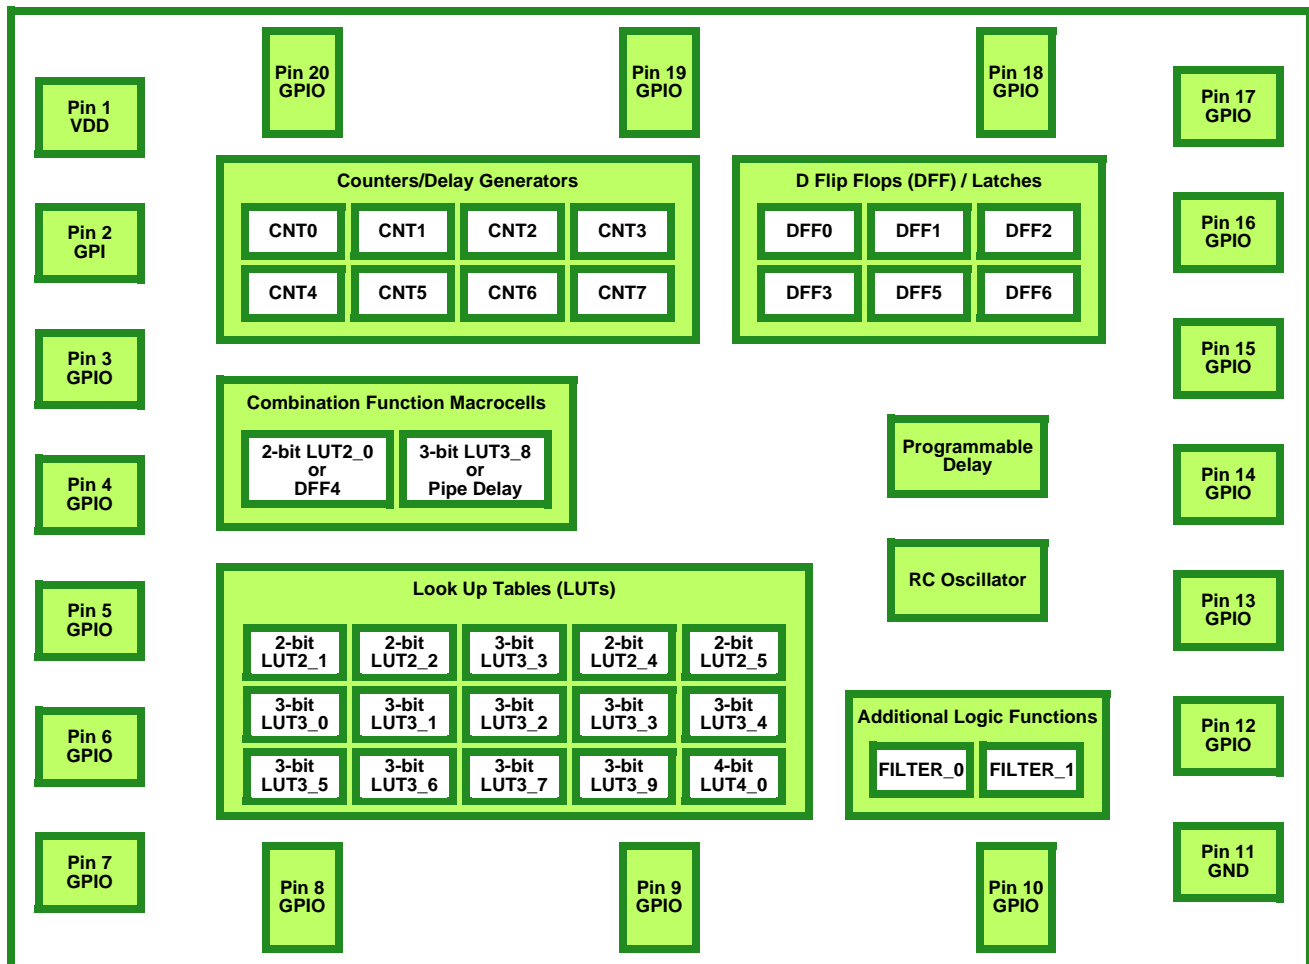 Pin 20
GPIO
Pin 19
GPIO
Pin 18
GPIO
Pin 1
VDD
Pin 2
GPI
Pin 3
GPIO
Pin 4
GPIO
Pin 5
GPIO
Pin 6
GPIO
Pin 7
GPIO
Counters/Delay Generators
CNT0 CNT1 CNT2 CNT3
CNT4 CNT5 CNT6 CNT7
D Flip Flops (DFF) / Latches
DFF0 DFF1 DFF2
DFF3 DFF5 DFF6
Combination Function Macrocells
2-bit LUT2_0
or
DFF4
3-bit LUT3_8
or
Pipe Delay
Programmable
Delay
RC Oscillator
Look Up Tables (LUTs)
2-bit
LUT2_1
2-bit
LUT2_2
3-bit
LUT3_3
2-bit
LUT2_4
2-bit
LUT2_5
3-bit
LUT3_0
3-bit
LUT3_1
3-bit
LUT3_2
3-bit
LUT3_3
3-bit
LUT3_4
3-bit
LUT3_5
3-bit
LUT3_6
3-bit
LUT3_7
3-bit
LUT3_9
4-bit
LUT4_0
Additional Logic Functions
FILTER_0 FILTER_1
Pin 17
GPIO
Pin 16
GPIO
Pin 15
GPIO
Pin 14
GPIO
Pin 13
GPIO
Pin 12
GPIO
Pin 11
GND
Pin 8
GPIO
Pin 9
GPIO
Pin 10
GPIO